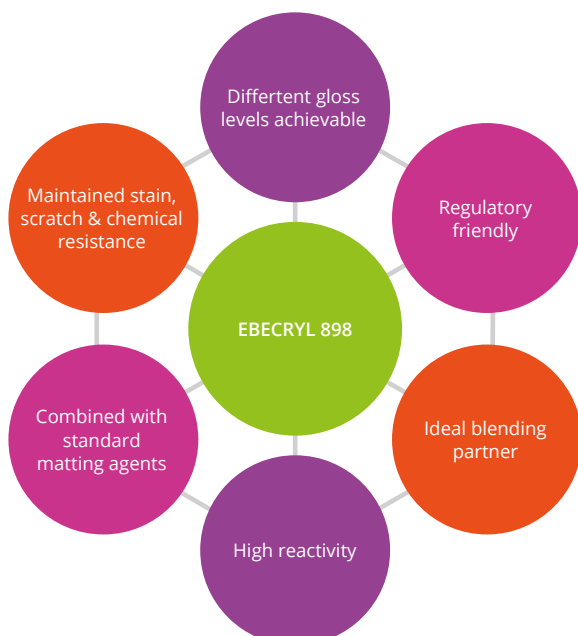 Differtent gloss
levels achievable
Maintained stain,
scratch & chemical
resistance
Regulatory
friendly
EBECRYL 898
Combined with
standard
matting agents
Ideal blending
partner
High reactivity